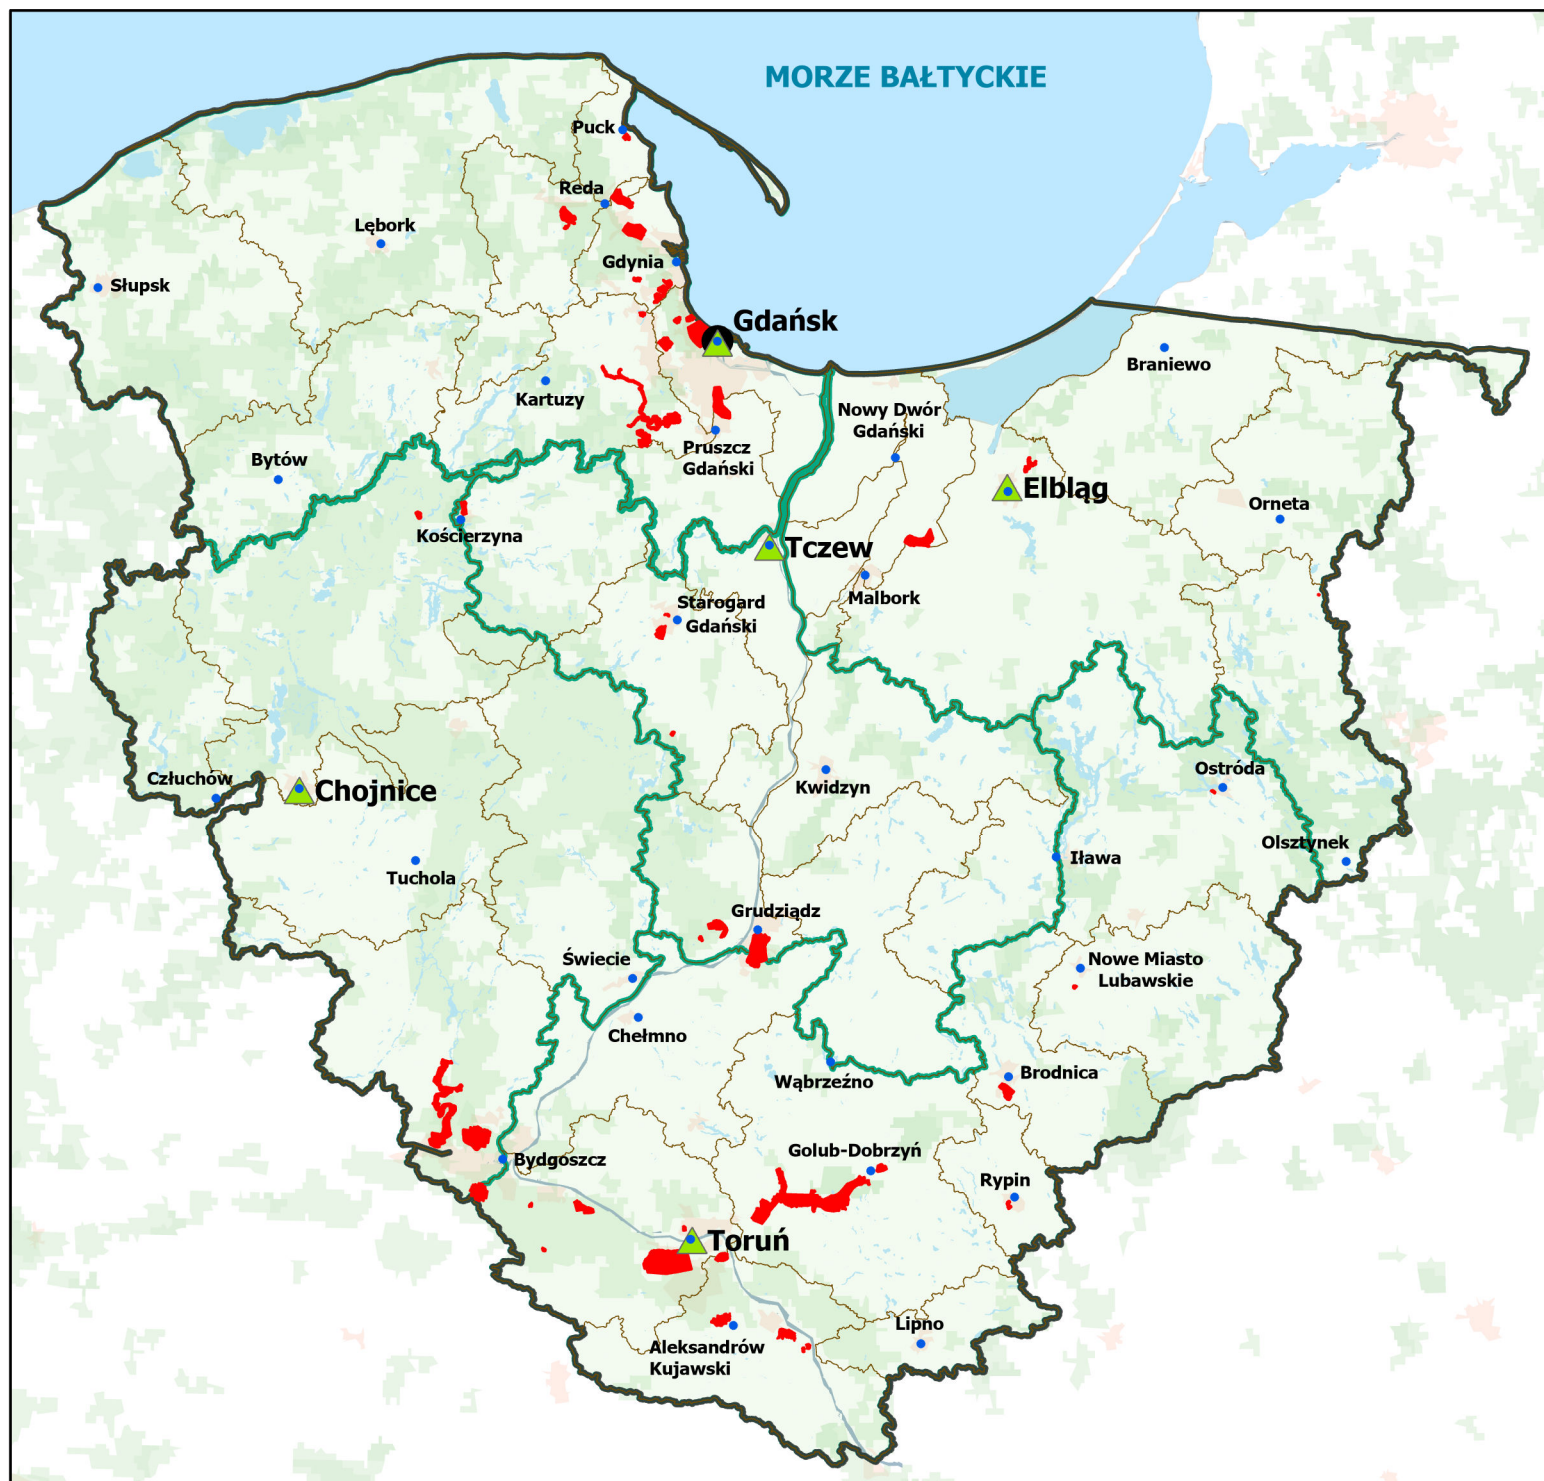 MORZE BAŁTYCKIE
Puck
Reda
Lębork
Gdynia
Słupsk
Gdańsk
Braniewo
Kartuzy
Nowy Dwór
Gdański
Pruszcz
Gdański
Bytów
Elbląg
Orneta
Kościerzyna
Tczew
Malbork
Starogard
Gdański
Ostróda
Człuchów
Chojnice
Kwidzyn
Olsztynek
Iława
Tuchola
Grudziądz
Świecie
Nowe Miasto
Lubawskie
Chełmno
Wąbrzeźno
Brodnica
Bydgoszcz
Golub-Dobrzyń
Rypin
Toruń
Lipno
Aleksandrów
Kujawski